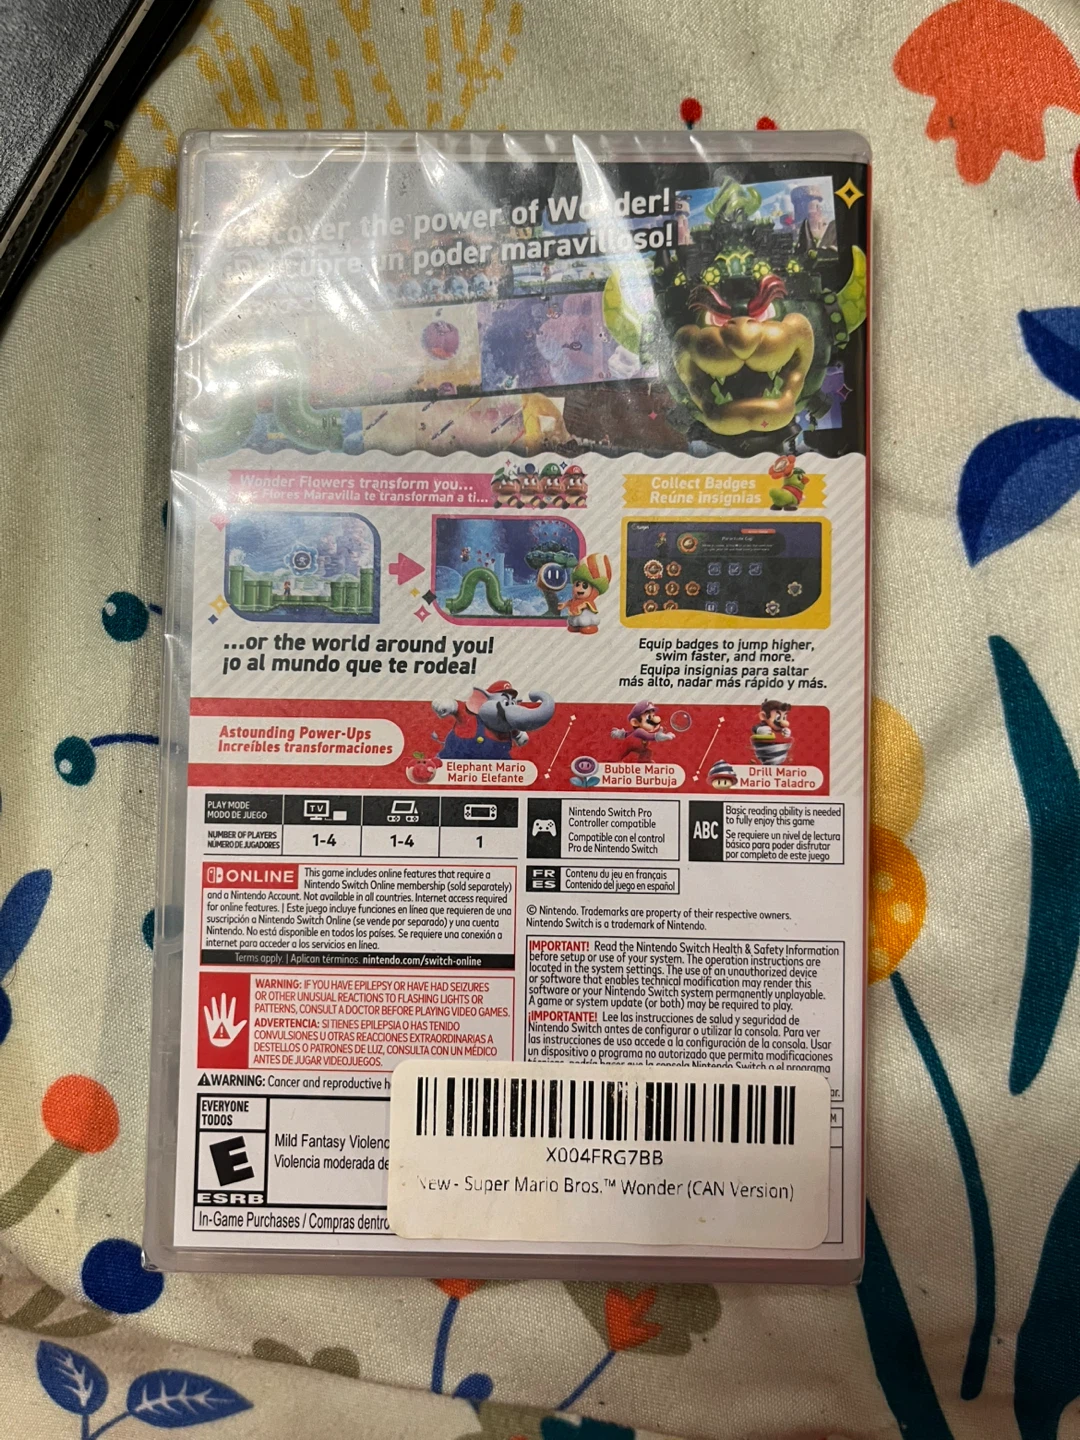 Discover the power of Wonder!
un poder maravilloso!
Wonder Flowers transform you...
Flores Maravilla te transforman a ti...
Collect Badges
Reúne insignias
...or the world around you!
¡o al mundo que te rodea!
Equip badges to jump higher,
swim faster, and more.
Equipa insignias para saltar
más alto, nadar más rápido y más.
Astounding Power-Ups
Increíbles transformaciones
Elephant Mario
Mario Elefante
Bubble Mario
Mario Burbuja
Drill Mario
Mario Taladro
PLAY MODE
MODO DE JUEGO
TV
NUMBER OF PLAYERS
NÚMERO DE JUGADORES
1-4
1-4
1
Nintendo Switch Pro
Controller compatible
Compatible con el control
Pro de Nintendo Switch
ABC
Basic reading ability is needed
to fully enjoy this game
Se requiere un nivel de lectura
básico para poder disfrutar
por completo de este juego
FR
ES
Contenu du jeu en français
Contenido del juego en español
ONLINE
This game includes online features that require a
Nintendo Switch Online membership (sold separately)
and a Nintendo Account. Not available in all countries. Internet access required
for online features. | Este juego incluye funciones en línea que requieren de una
suscripción a Nintendo Switch Online (se vende por separado) y una cuenta
Nintendo. No está disponible en todos los países. Se requiere una conexión a
internet para acceder a los servicios en línea.
Terms apply. | Aplican términos. nintendo.com/switch-online
© Nintendo. Trademarks are property of their respective owners.
Nintendo Switch is a trademark of Nintendo.
WARNING: IF YOU HAVE EPILEPSY OR HAVE HAD SEIZURES
OR OTHER UNUSUAL REACTIONS TO FLASHING LIGHTS OR
PATTERNS, CONSULT A DOCTOR BEFORE PLAYING VIDEO GAMES.
ADVERTENCIA: SI TIENES EPILEPSIA O HAS TENIDO
CONVULSIONES U OTRAS REACCIONES EXTRAORDINARIAS A
DESTELLOS O PATRONES DE LUZ, CONSULTA CON UN MÉDICO
ANTES DE JUGAR VIDEOJUEGOS.
IMPORTANT! Read the Nintendo Switch Health & Safety Information
before setup or use of your system. The operation instructions are
located in the system settings. The use of an unauthorized device
or software that enables technical modification may render this
software or your Nintendo Switch system permanently unplayable.
A game or system update (or both) may be required to play.
¡IMPORTANTE! Lee las instrucciones de salud y seguridad de
Nintendo Switch antes de configurar o utilizar la consola. Para ver
las instrucciones de uso accede a la configuración de la consola. Usar
un dispositivo o programa no autorizado que permita modificaciones
técnicas podría hacer que la consola Nintendo Switch o el programa
WARNING: Cancer and reproductive
EVERYONE
TODOS
E
ESRB
Mild Fantasy
Violencia moderada de
In-Game Purchases / Compras dentro
X004FRG7BB
New - Super Mario Bros.™ Wonder (CAN Version)